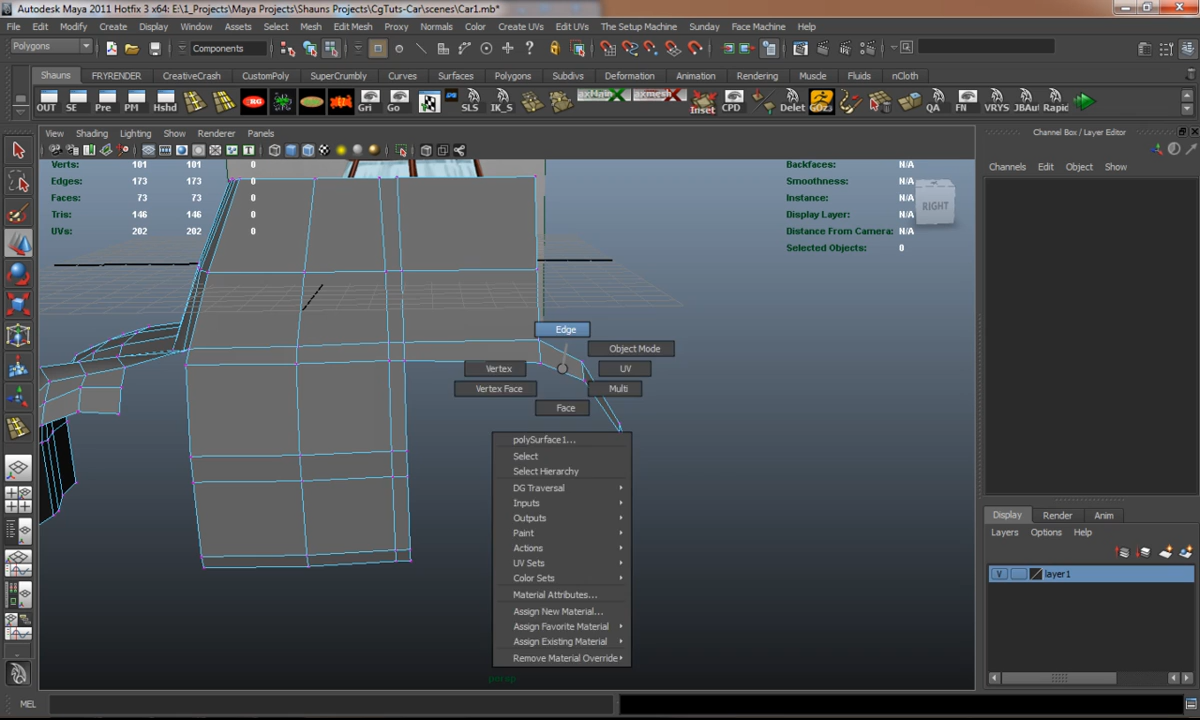 Autodesk Maya 2011 Hotfix 3 x64: E:\1_Projects\Maya Projects\Shauns Projects\CgTuts-Car\scenes\Car1.mb*
File Edit Modify Create Display Window Assets Select Mesh Edit Mesh Proxy Normals Color Create UVs Edit UVs The Setup Machine Sunday Face Machine Help
Polygons Components
Shauns FRYRENDER CreativeCrash CustomPoly SuperCrumbly Curves Surfaces Polygons Subdivs Deformation Animation Rendering Muscle Fluids nCloth
OUT SE Pre PM Hshd RG Gri Go SLS IK_S Inset CPD Delet GOz3 QA FN VRYS JBAut Rapic
View Shading Lighting Show Renderer Panels
Channel Box / Layer Editor
Channels Edit Object Show
Verts: 101 101 0
Edges: 173 173 0
Faces: 73 73 0
Tris: 146 146 0
UVs: 202 202 0
Backfaces: N/A
Smoothness: N/A
Instance: N/A
Display Layer: N/A
Distance From Camera: N/A
Selected Objects: 0
RIGHT
Edge
Object Mode
Vertex
UV
Vertex Face
Multi
Face
polySurface1...
Select
Select Hierarchy
DG Traversal
Inputs
Outputs
Paint
Actions
UV Sets
Color Sets
Material Attributes...
Assign New Material...
Assign Favorite Material
Assign Existing Material
Remove Material Override
persp
Display Render Anim
Layers Options Help
V layer1
MEL